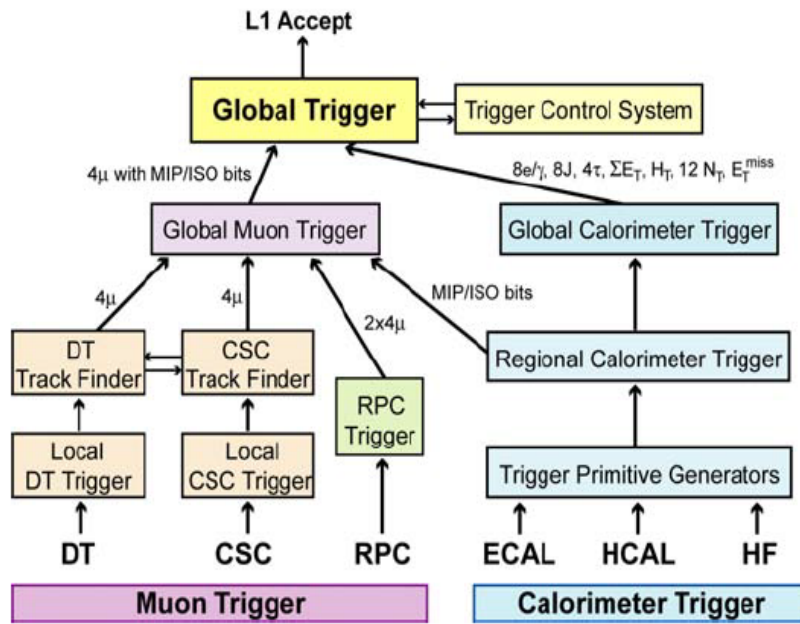 L1 Accept
Global Trigger
Trigger Control System
4μ with MIP/ISO bits
8e/γ, 8J, 4τ, ΣE_T, H_T, 12 N_T, E_T^miss
Global Muon Trigger
Global Calorimeter Trigger
4μ
4μ
2x4μ
MIP/ISO bits
DT
Track Finder
CSC
Track Finder
Regional Calorimeter Trigger
RPC
Trigger
Local
DT Trigger
Local
CSC Trigger
Trigger Primitive Generators
DT
CSC
RPC
ECAL
HCAL
HF
Muon Trigger
Calorimeter Trigger